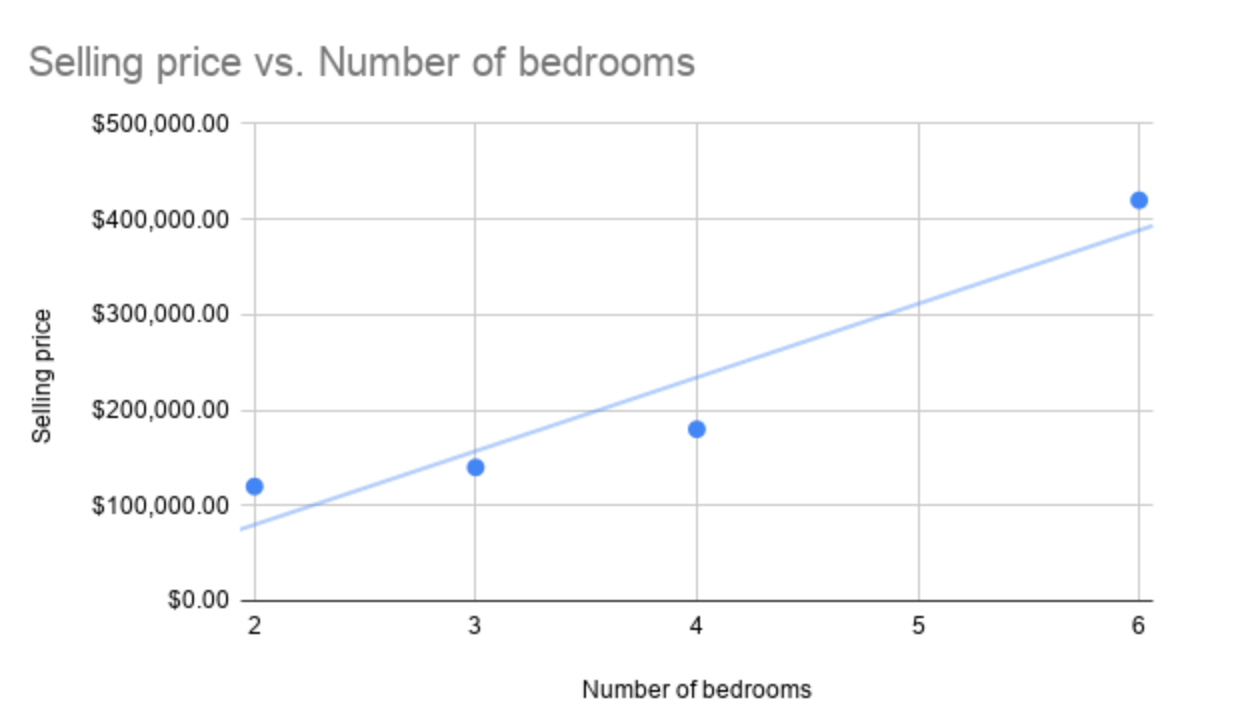 Selling price vs. Number of bedrooms
$500,000.00
$400,000.00
$300,000.00
$200,000.00
$100,000.00
$0.00
Selling price
2 3 4 5 6
Number of bedrooms